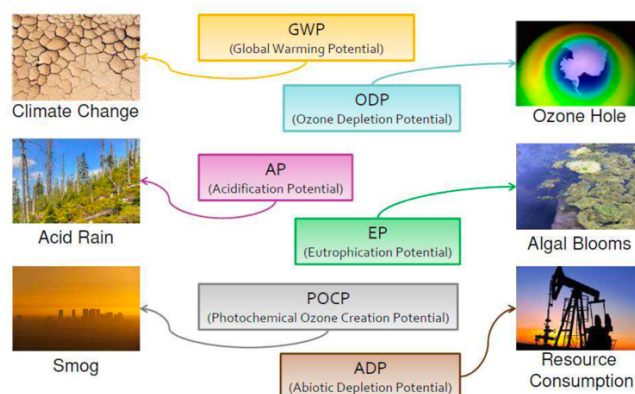 GWP
(Global Warming Potential)
Climate Change
ODP
(Ozone Depletion Potential)
Ozone Hole
AP
(Acidification Potential)
Acid Rain
EP
(Eutrophication Potential)
Algal Blooms
POCP
(Photochemical Ozone Creation Potential)
Smog
ADP
(Abiotic Depletion Potential)
Resource
Consumption